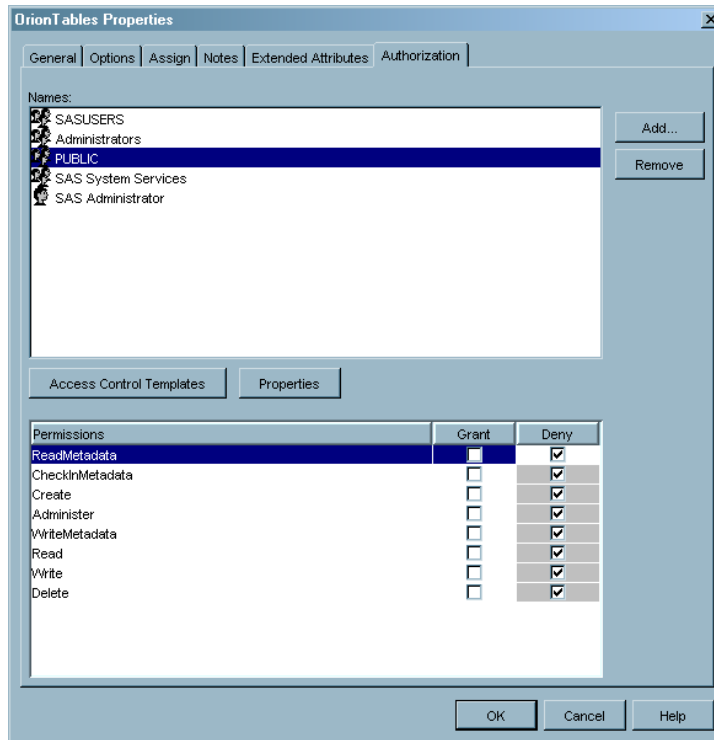 OrionTables Properties
General Options Assign Notes Extended Attributes Authorization
Names:
SASUSERS
Administrators
PUBLIC
SAS System Services
SAS Administrator
Add...
Remove
Access Control Templates Properties
Permissions Grant Deny
ReadMetadata
CheckInMetadata
Create
Administer
WriteMetadata
Read
Write
Delete
OK Cancel Help